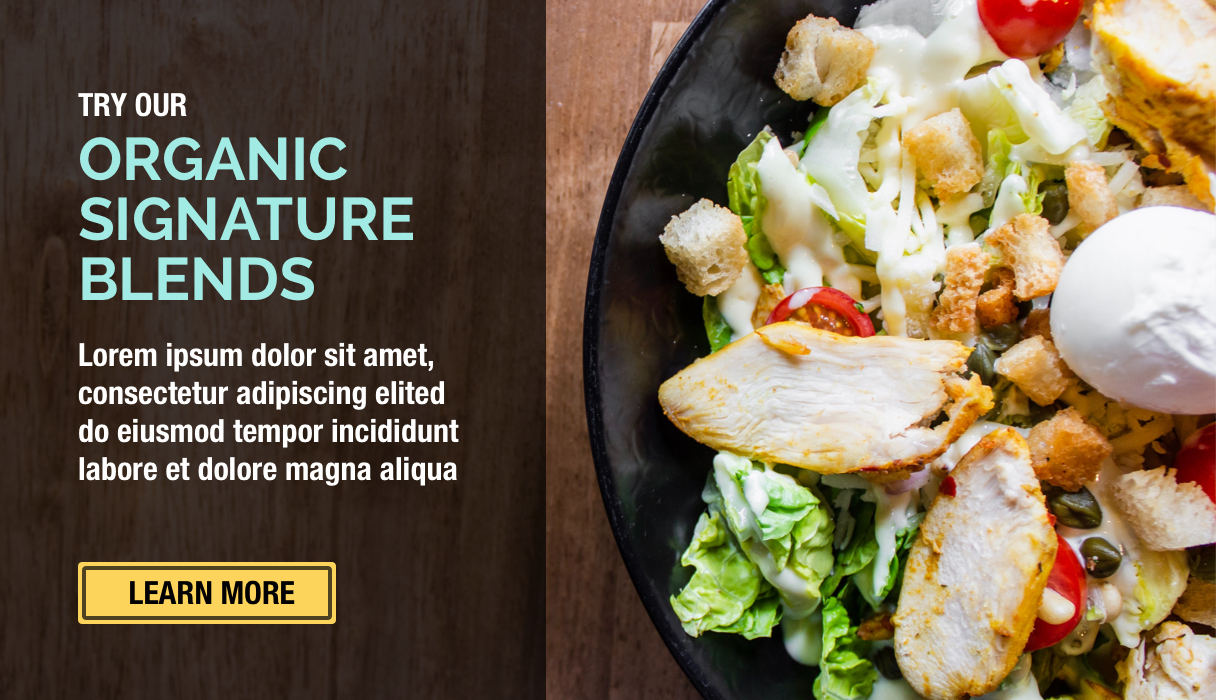 TRY OUR
ORGANIC
SIGNATURE
BLENDS
Lorem ipsum dolor sit amet,
consectetur adipiscing elited
do eiusmod tempor incididunt
labore et dolore magna aliqua
LEARN MORE